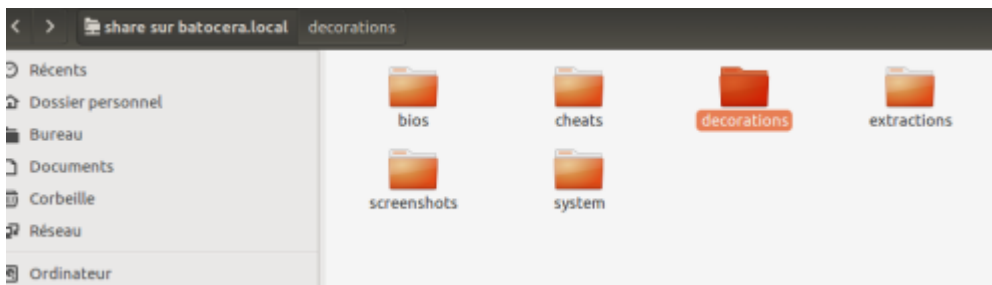 share sur batocera.local decorations
Récents
Dossier personnel
Bureau
Documents
Corbeille
Réseau
Ordinateur
bios cheats decorations extractions
screenshots system